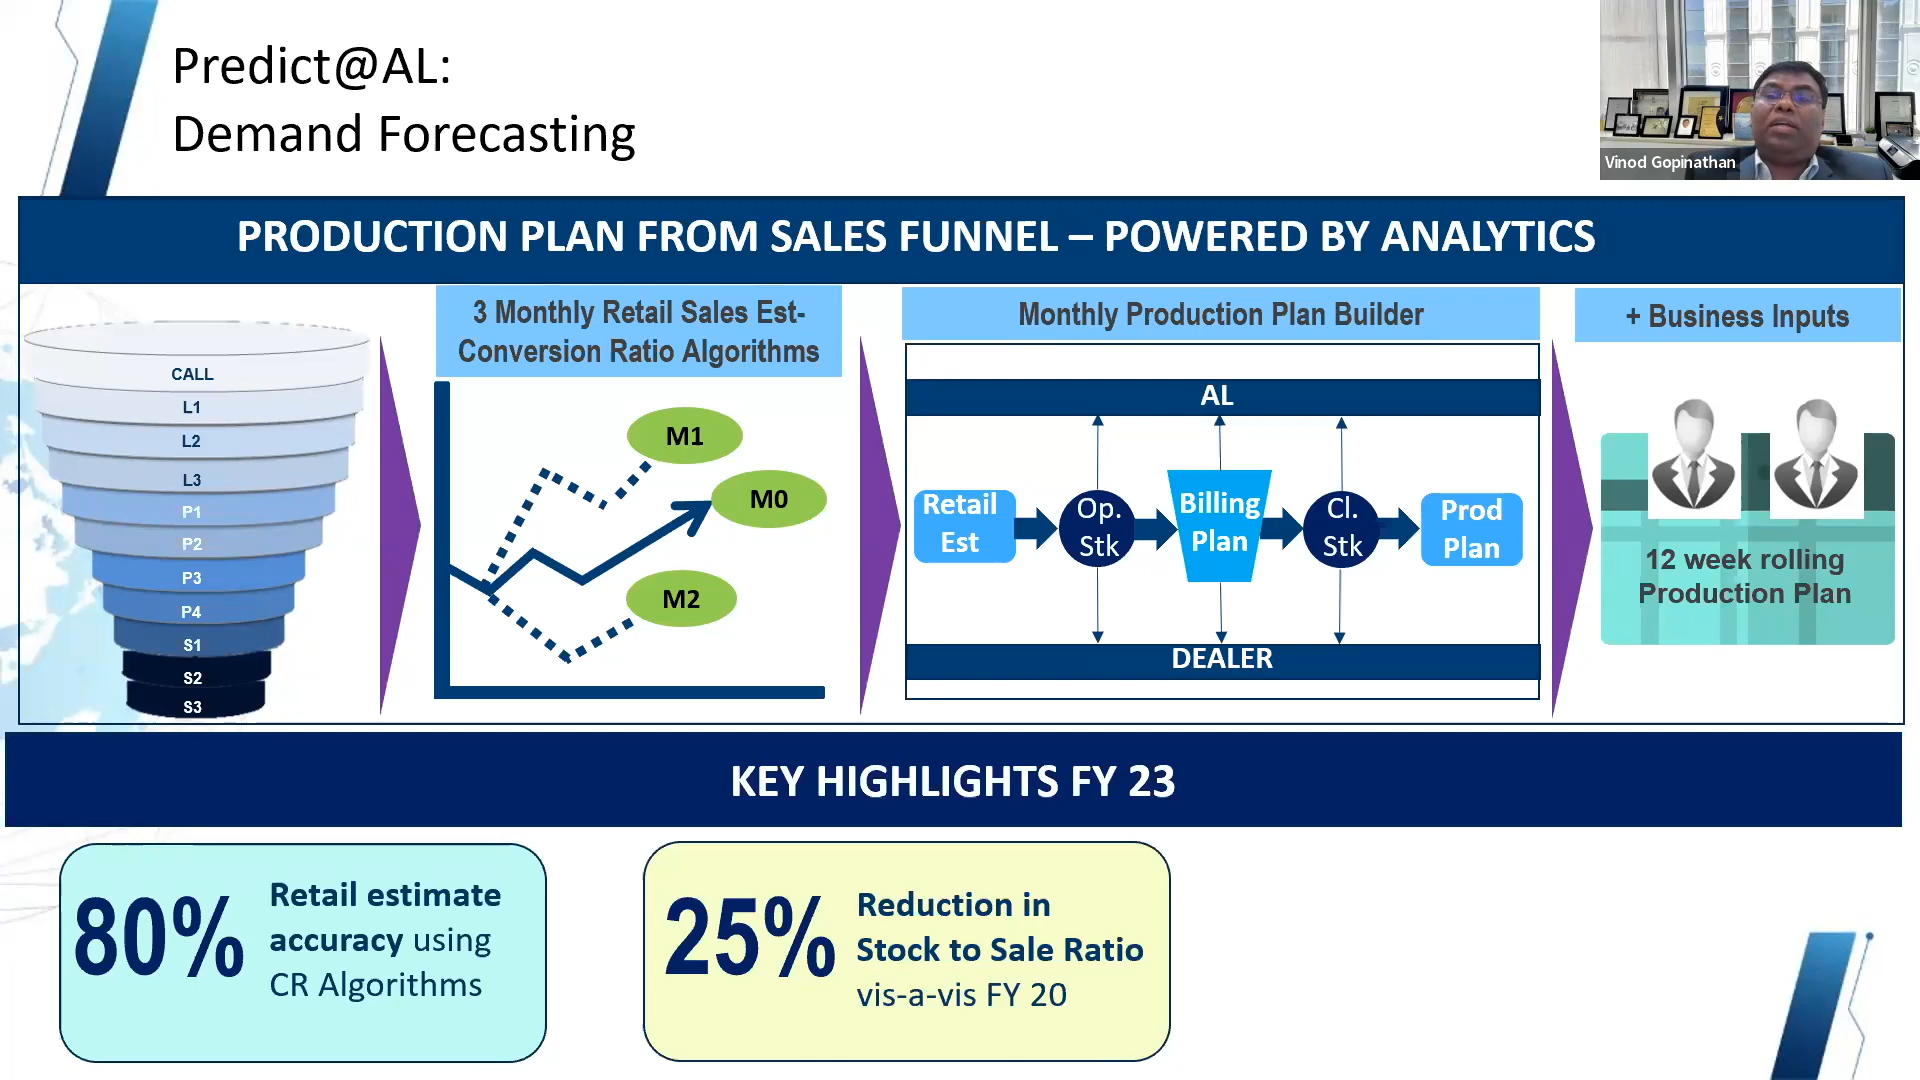 Predict@AL:
Demand Forecasting
Vinod Gopinathan
PRODUCTION PLAN FROM SALES FUNNEL – POWERED BY ANALYTICS
CALL
L1
L2
L3
P1
P2
P3
P4
S1
S2
S3
3 Monthly Retail Sales Est-
Conversion Ratio Algorithms
M1
M0
M2
Monthly Production Plan Builder
AL
Retail
Est
Op.
Stk
Billing
Plan
Cl.
Stk
Prod
Plan
DEALER
+ Business Inputs
12 week rolling
Production Plan
KEY HIGHLIGHTS FY 23
80%
Retail estimate
accuracy using
CR Algorithms
25%
Reduction in
Stock to Sale Ratio
vis-a-vis FY 20